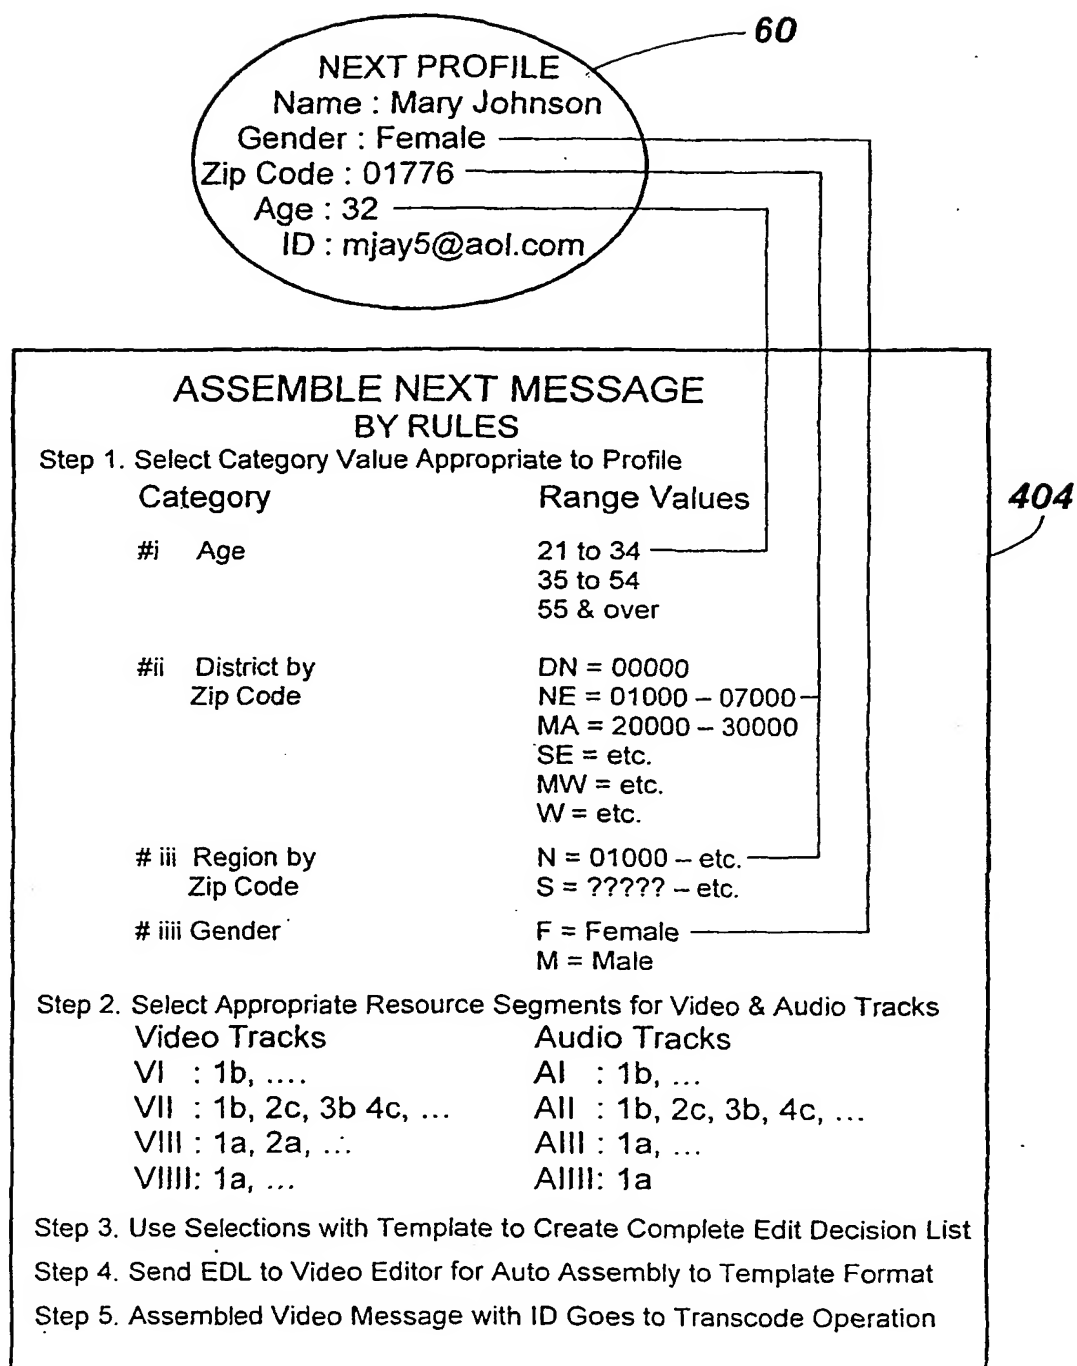 60
NEXT PROFILE
Name : Mary Johnson
Gender : Female
Zip Code : 01776
Age : 32
ID : mjay5@aol.com
ASSEMBLE NEXT MESSAGE
BY RULES
Step 1. Select Category Value Appropriate to Profile
Category Range Values
404
#i Age 21 to 34
35 to 54
55 & over
#ii District by DN = 00000
Zip Code NE = 01000 – 07000
MA = 20000 – 30000
SE = etc.
MW = etc.
W = etc.
# iii Region by N = 01000 – etc.
Zip Code S = ????? – etc.
# iiii Gender F = Female
M = Male
Step 2. Select Appropriate Resource Segments for Video & Audio Tracks
Video Tracks Audio Tracks
VI : 1b, .... AI : 1b, ...
VII : 1b, 2c, 3b 4c, ... AII : 1b, 2c, 3b, 4c, ...
VIII : 1a, 2a, ... AIII : 1a, ...
VIIII: 1a, ... AIIII: 1a
Step 3. Use Selections with Template to Create Complete Edit Decision List
Step 4. Send EDL to Video Editor for Auto Assembly to Template Format
Step 5. Assembled Video Message with ID Goes to Transcode Operation